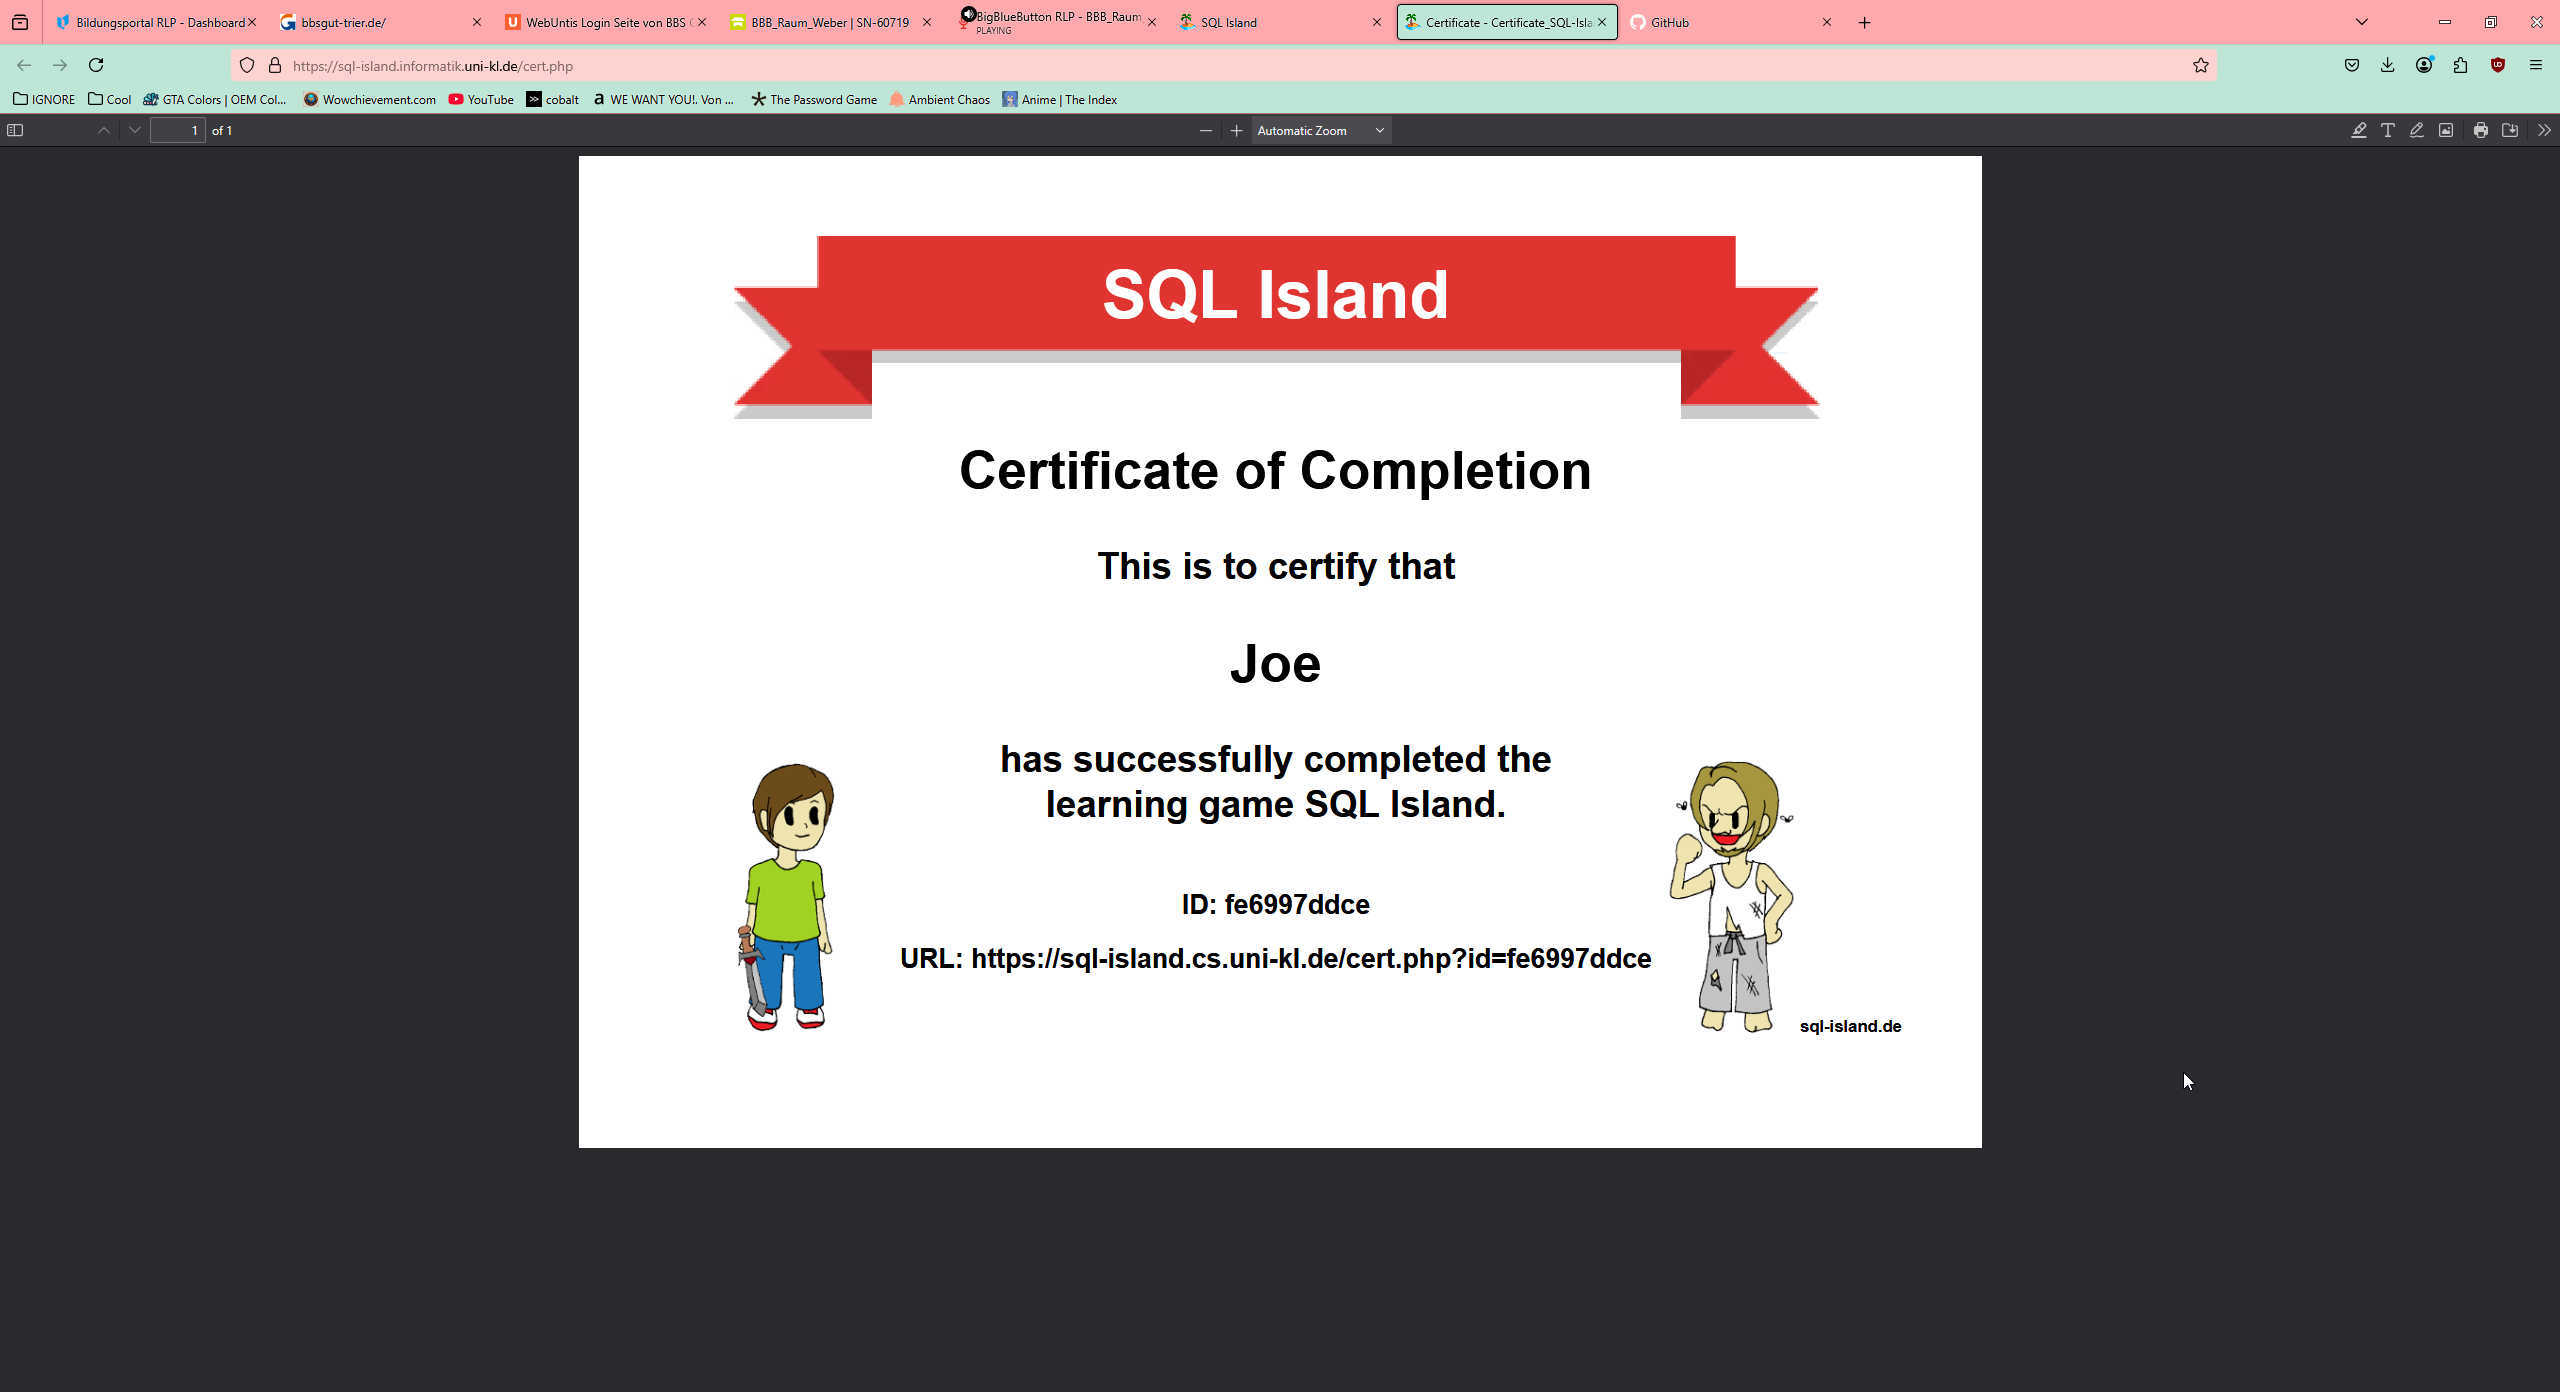 Bildungsportal RLP - Dashboard
bbsgut-trier.de/
WebUntis Login Seite von BBS
BBB_Raum_Weber | SN-60719
BigBlueButton RLP - BBB_Raum
PLAYING
SQL Island
Certificate - Certificate_SQL-Isla
GitHub
https://sql-island.informatik.uni-kl.de/cert.php
IGNORE
Cool
GTA Colors | OEM Col...
Wowchievement.com
YouTube
cobalt
WE WANT YOU!. Von ...
The Password Game
Ambient Chaos
Anime | The Index
1 of 1
Automatic Zoom
SQL Island
Certificate of Completion
This is to certify that
Joe
has successfully completed the
learning game SQL Island.
ID: fe6997ddce
URL: https://sql-island.cs.uni-kl.de/cert.php?id=fe6997ddce
sql-island.de